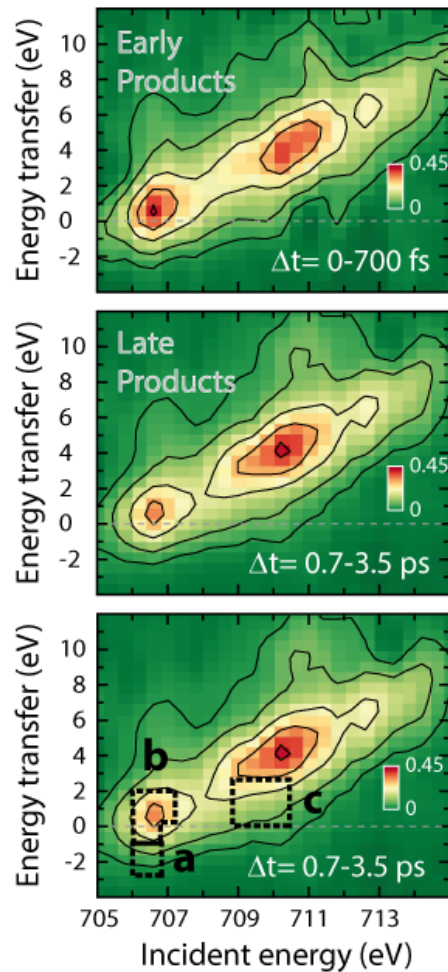 10
8
6
4
2
0
-2
Energy transfer (eV)
Early
Products
0.45
0
Δt= 0-700 fs
10
8
6
4
2
0
-2
Energy transfer (eV)
Late
Products
0.45
0
Δt= 0.7-3.5 ps
10
8
6
4
2
0
-2
Energy transfer (eV)
b
a
c
0.45
0
Δt= 0.7-3.5 ps
705 707 709 711 713
Incident energy (eV)